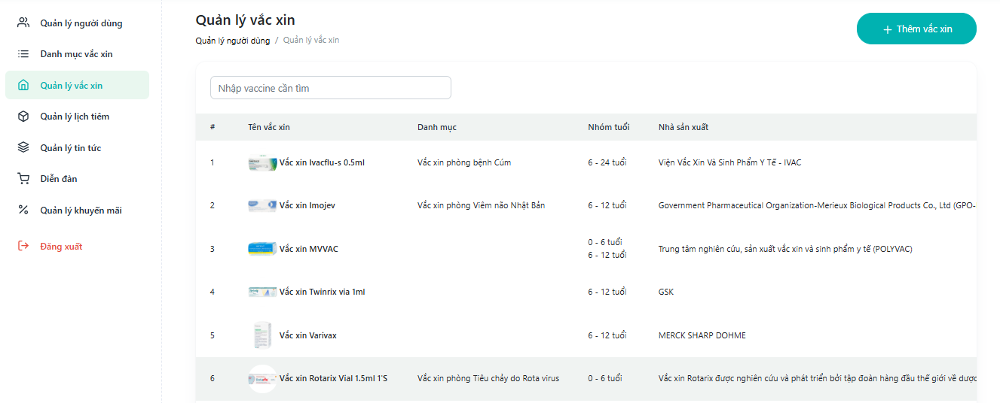 Quản lý người dùng
Danh mục vắc xin
Quản lý vắc xin
Quản lý lịch tiêm
Quản lý tin tức
Diễn đàn
Quản lý khuyến mãi
Đăng xuất
Quản lý vắc xin
Quản lý người dùng / Quản lý vắc xin
+ Thêm vắc xin
Nhập vaccine cần tìm
# Tên vắc xin Danh mục Nhóm tuổi Nhà sản xuất
1 Vắc xin Ivacflu-s 0.5ml Vắc xin phòng bệnh Cúm 6 - 24 tuổi Viện Vắc Xin Và Sinh Phẩm Y Tế - IVAC
2 Vắc xin Imojev Vắc xin phòng Viêm não Nhật Bản 6 - 12 tuổi Government Pharmaceutical Organization-Merieux Biological Products Co., Ltd (GPO-
3 Vắc xin MVVAC 0 - 6 tuổi
6 - 12 tuổi Trung tâm nghiên cứu, sản xuất vắc xin và sinh phẩm y tế (POLYVAC)
4 Vắc xin Twinrix via 1ml 6 - 12 tuổi GSK
5 Vắc xin Varivax 6 - 12 tuổi MERCK SHARP DOHME
6 Vắc xin Rotarix Vial 1.5ml 1'S Vắc xin phòng Tiêu chảy do Rota virus 0 - 6 tuổi Vắc xin Rotarix được nghiên cứu và phát triển bởi tập đoàn hàng đầu thế giới về dược